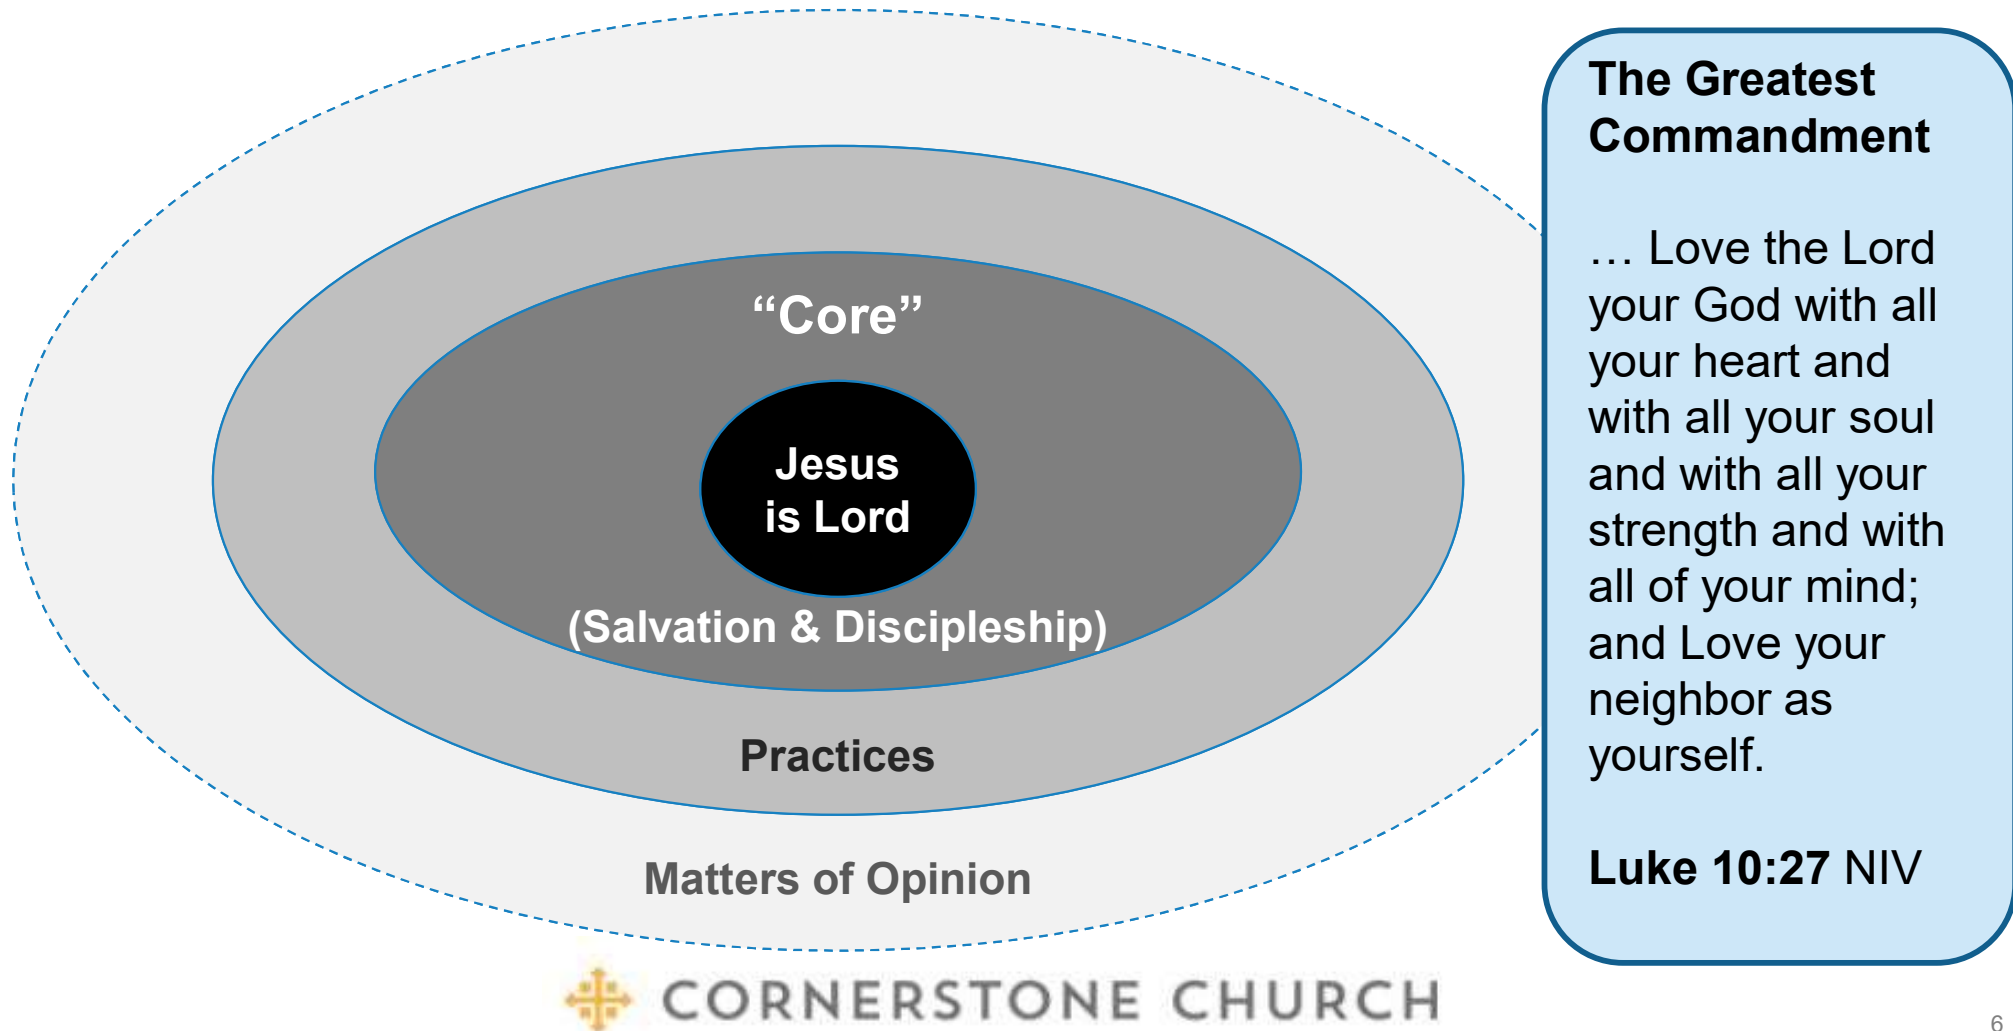 “Core”
Jesus
is Lord
(Salvation & Discipleship)
Practices
Matters of Opinion
The Greatest
Commandment
… Love the Lord
your God with all
your heart and
with all your soul
and with all your
strength and with
all of your mind;
and Love your
neighbor as
yourself.
Luke 10:27 NIV
CORNERSTONE CHURCH
6